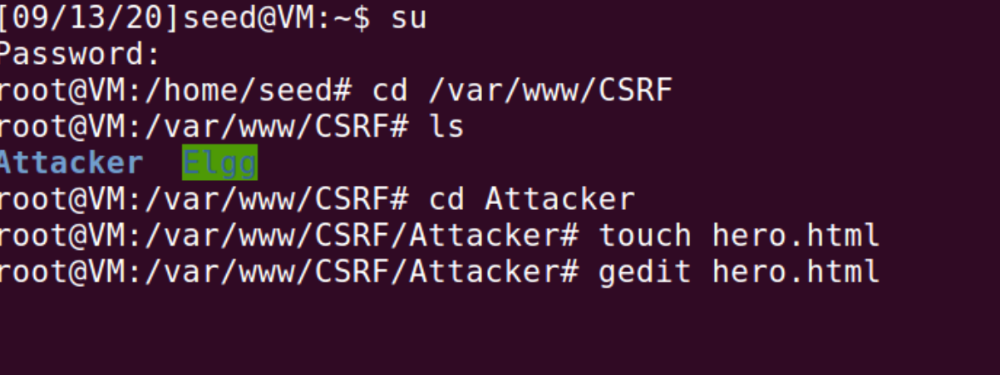 [09/13/20]seed@VM:~$ su
Password:
root@VM:/home/seed# cd /var/www/CSRF
root@VM:/var/www/CSRF# ls
Attacker  Elgg
root@VM:/var/www/CSRF# cd Attacker
root@VM:/var/www/CSRF/Attacker# touch hero.html
root@VM:/var/www/CSRF/Attacker# gedit hero.html